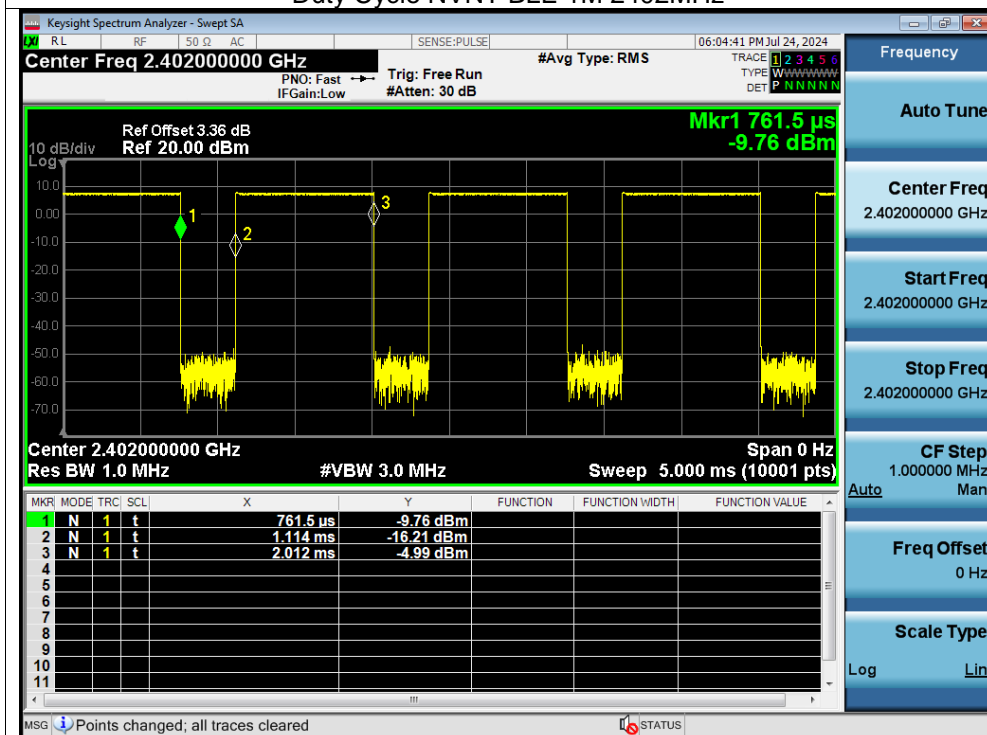 Duty Cycle NVNT BLE 1M 2402MHz
Keysight Spectrum Analyzer - Swept SA
LXI RL RF 50 Ω AC SENSE:PULSE 06:04:41 PM Jul 24, 2024
Center Freq 2.402000000 GHz #Avg Type: RMS TRACE 1 2 3 4 5 6
PNO: Fast Trig: Free Run TYPE WWWWWW
IFGain:Low #Atten: 30 dB DET P N N N N N
Mkr1 761.5 µs
-9.76 dBm
Ref Offset 3.36 dB
10 dB/div Ref 20.00 dBm
Log
10.0
0.00
-10.0
-20.0
-30.0
-40.0
-50.0
-60.0
-70.0
1
2
3
Center 2.402000000 GHz Span 0 Hz
Res BW 1.0 MHz #VBW 3.0 MHz Sweep 5.000 ms (10001 pts)
MKR MODE TRC SCL X Y FUNCTION FUNCTION WIDTH FUNCTION VALUE
1 N 1 t 761.5 µs -9.76 dBm
2 N 1 t 1.114 ms -16.21 dBm
3 N 1 t 2.012 ms -4.99 dBm
4
5
6
7
8
9
10
11
MSG Points changed; all traces cleared STATUS
Frequency
Auto Tune
Center Freq
2.402000000 GHz
Start Freq
2.402000000 GHz
Stop Freq
2.402000000 GHz
CF Step
1.000000 MHz
Auto Man
Freq Offset
0 Hz
Scale Type
Log Lin